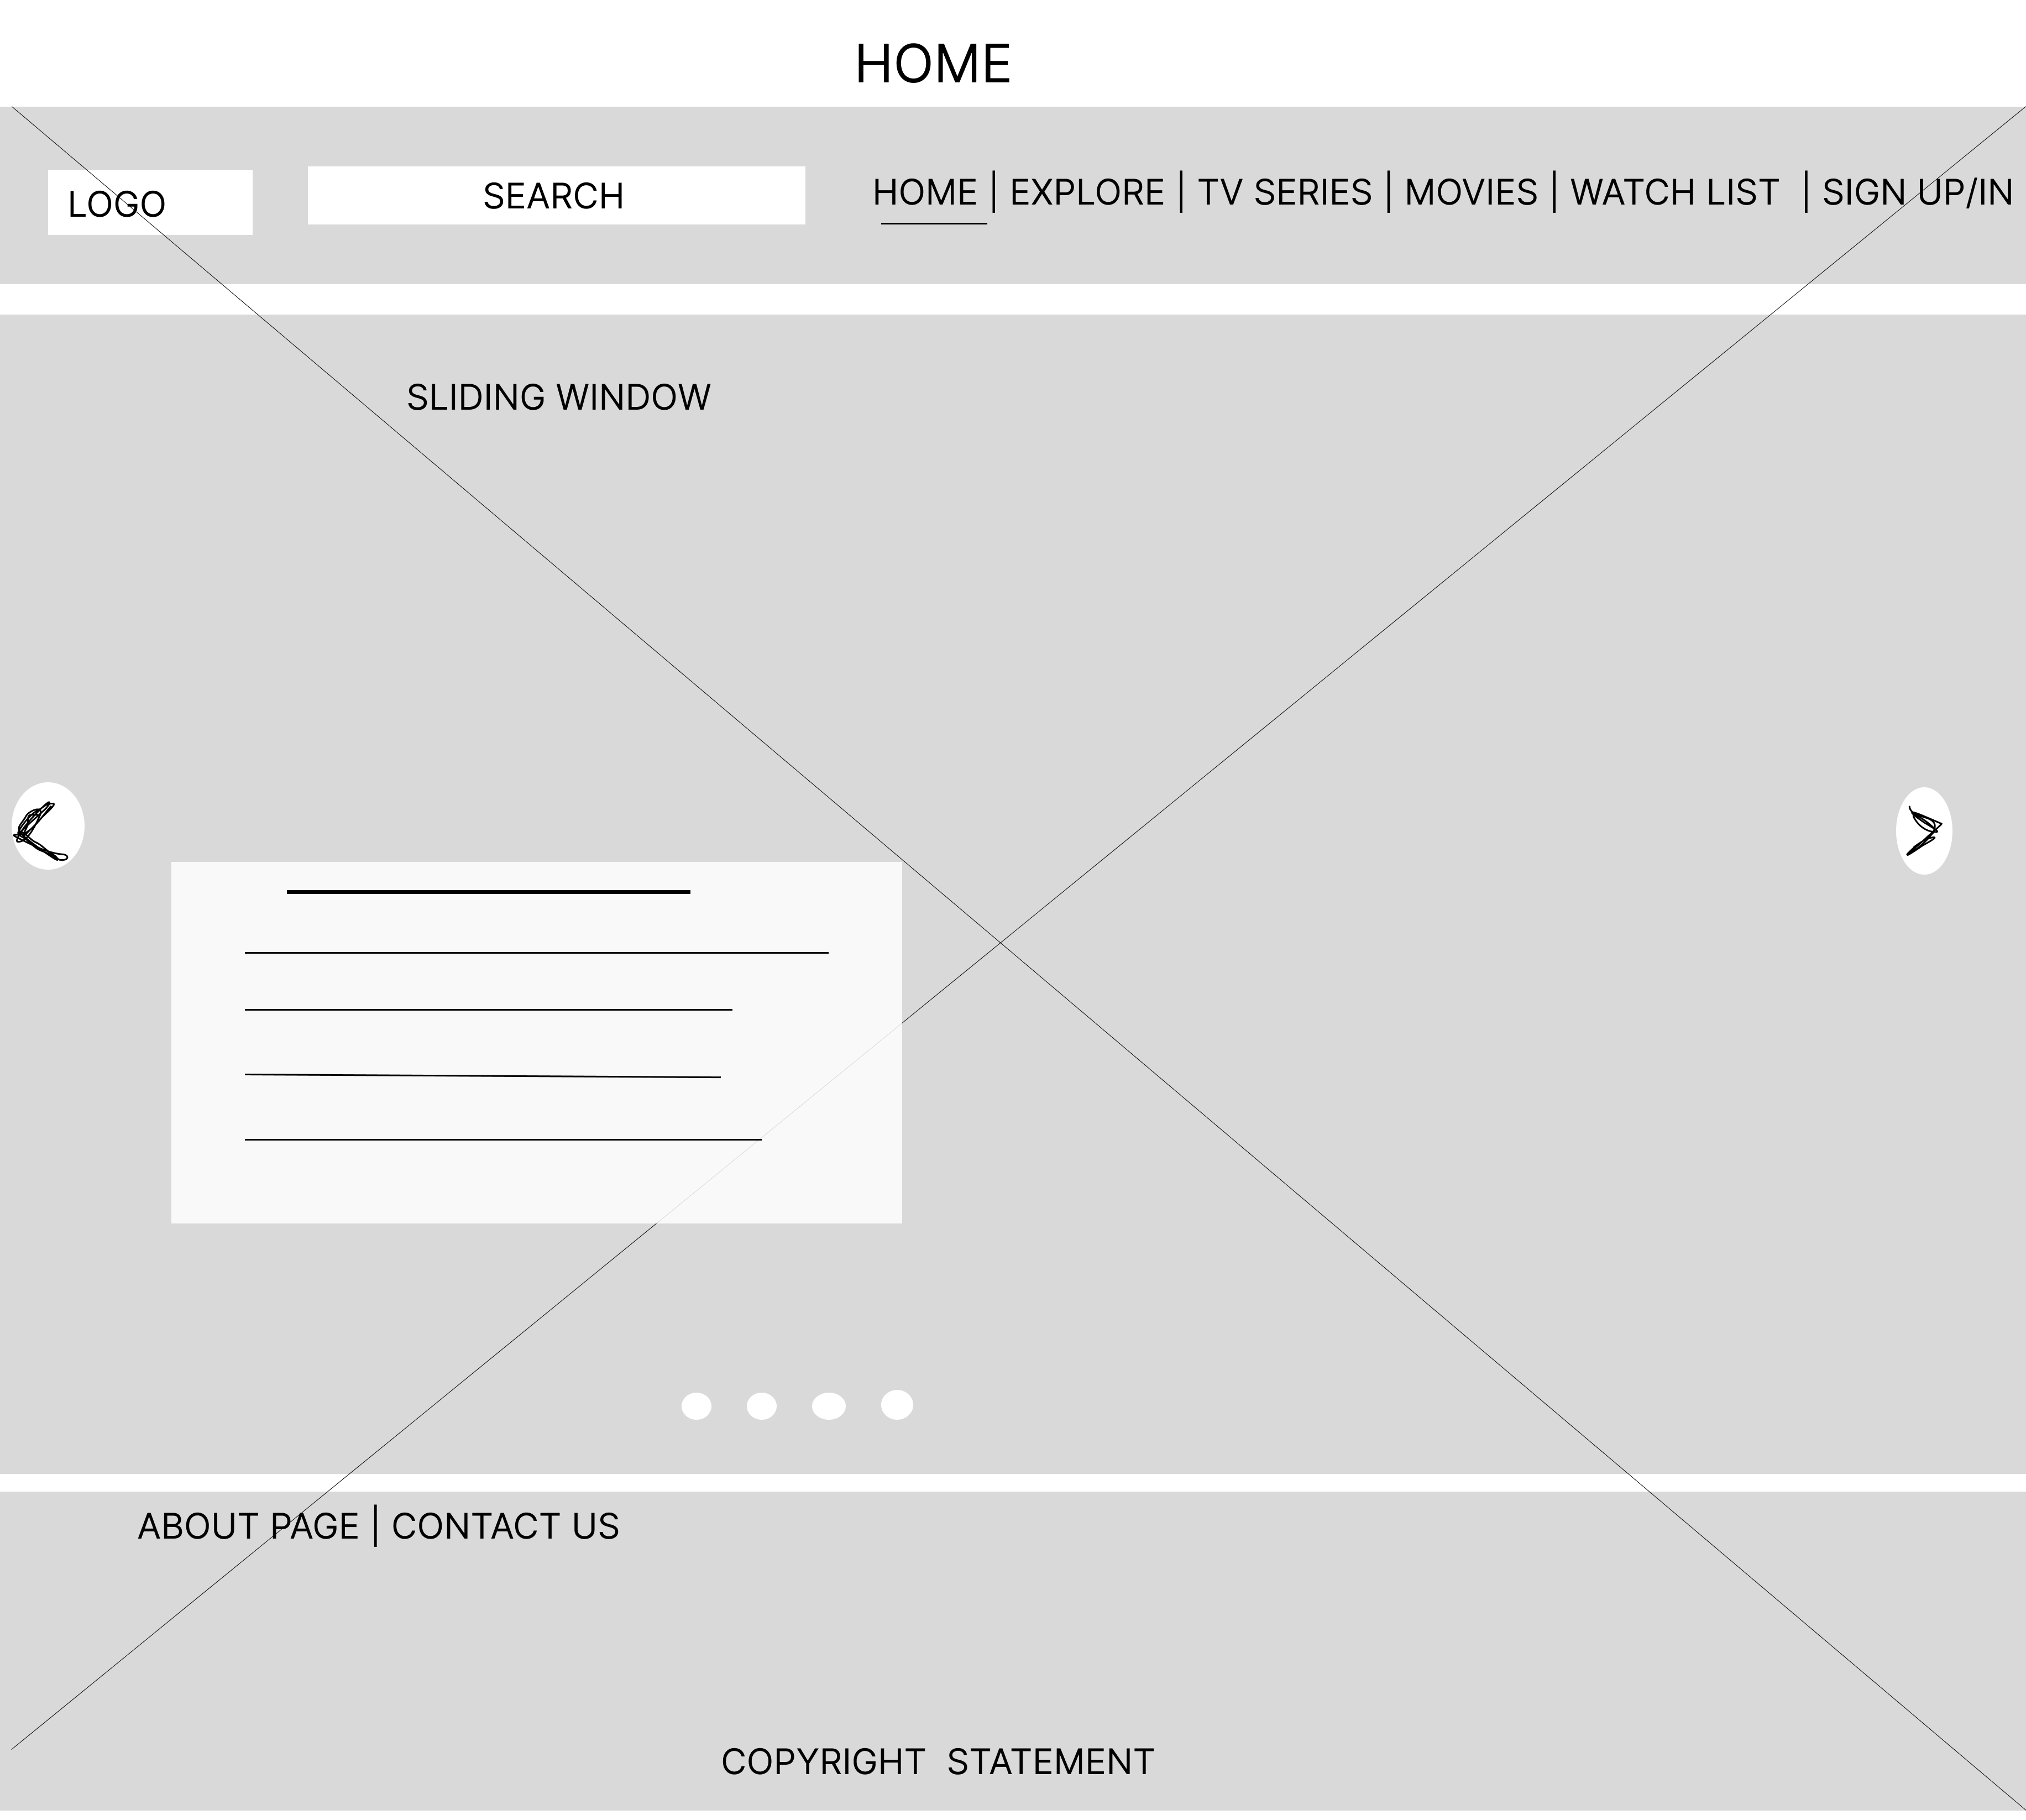 HOME
LOGO
SEARCH
HOME | EXPLORE | TV SERIES | MOVIES | WATCH LIST | SIGN UP/IN
SLIDING WINDOW
ABOUT PAGE | CONTACT US
COPYRIGHT STATEMENT